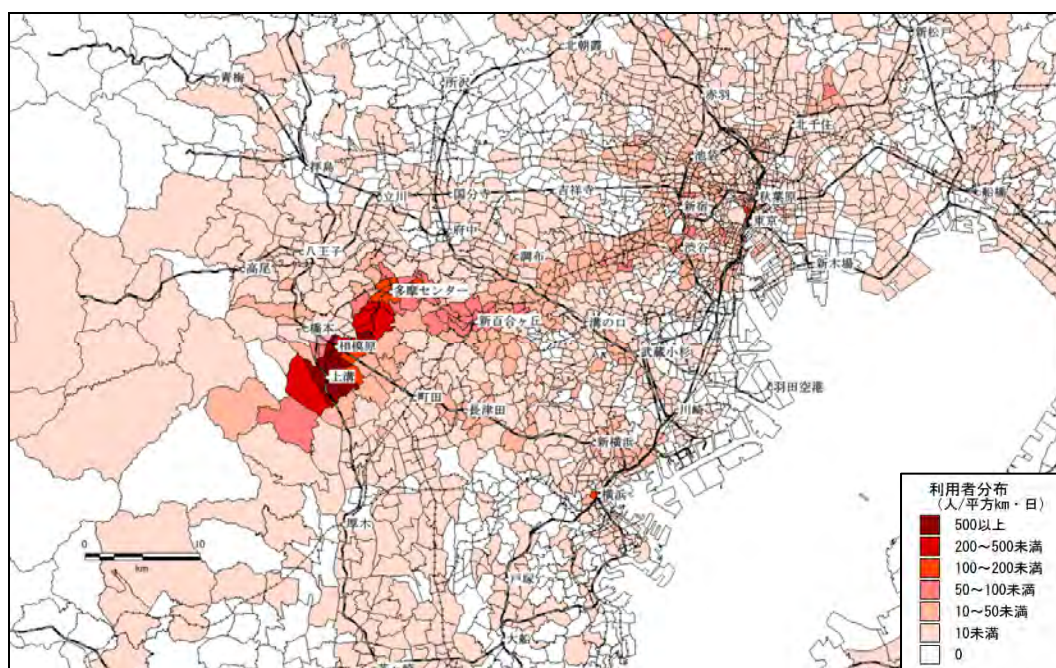 北朝霞
新松戸
青梅
所沢
赤羽
北千住
池袋
拝島
立川
国分寺
吉祥寺
新宿
秋葉原
船橋
府中
東京
八王子
調布
渋谷
新木場
高尾
多摩センター
新百合ヶ丘
溝の口
橋本
相模原
武蔵小杉
上溝
羽田空港
町田
長津田
川崎
新横浜
横浜
厚木
戸塚
大船
茅ヶ崎
0 10
km
利用者分布
(人/平方km・日)
500以上
200～500未満
100～200未満
50～100未満
10～50未満
10未満
0